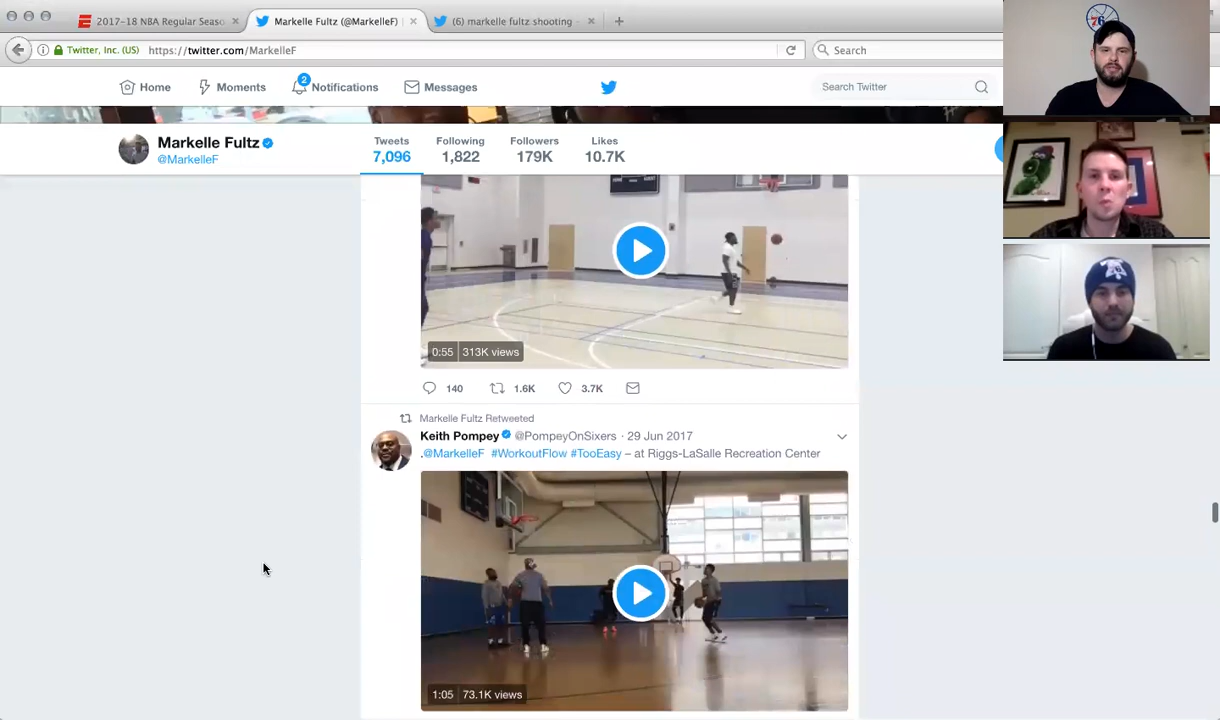 2017-18 NBA Regular Seaso
Markelle Fultz (@MarkelleF)
(6) markelle fultz shooting -
Twitter, Inc. (US)
https://twitter.com/MarkelleF
Search
Home
Moments
2
Notifications
Messages
Search Twitter
Markelle Fultz
@MarkelleF
Tweets
7,096
Following
1,822
Followers
179K
Likes
10.7K
0:55 313K views
140
1.6K
3.7K
Markelle Fultz Retweeted
Keith Pompey @PompeyOnSixers · 29 Jun 2017
.@MarkelleF #WorkoutFlow #TooEasy – at Riggs-LaSalle Recreation Center
1:05 73.1K views
76